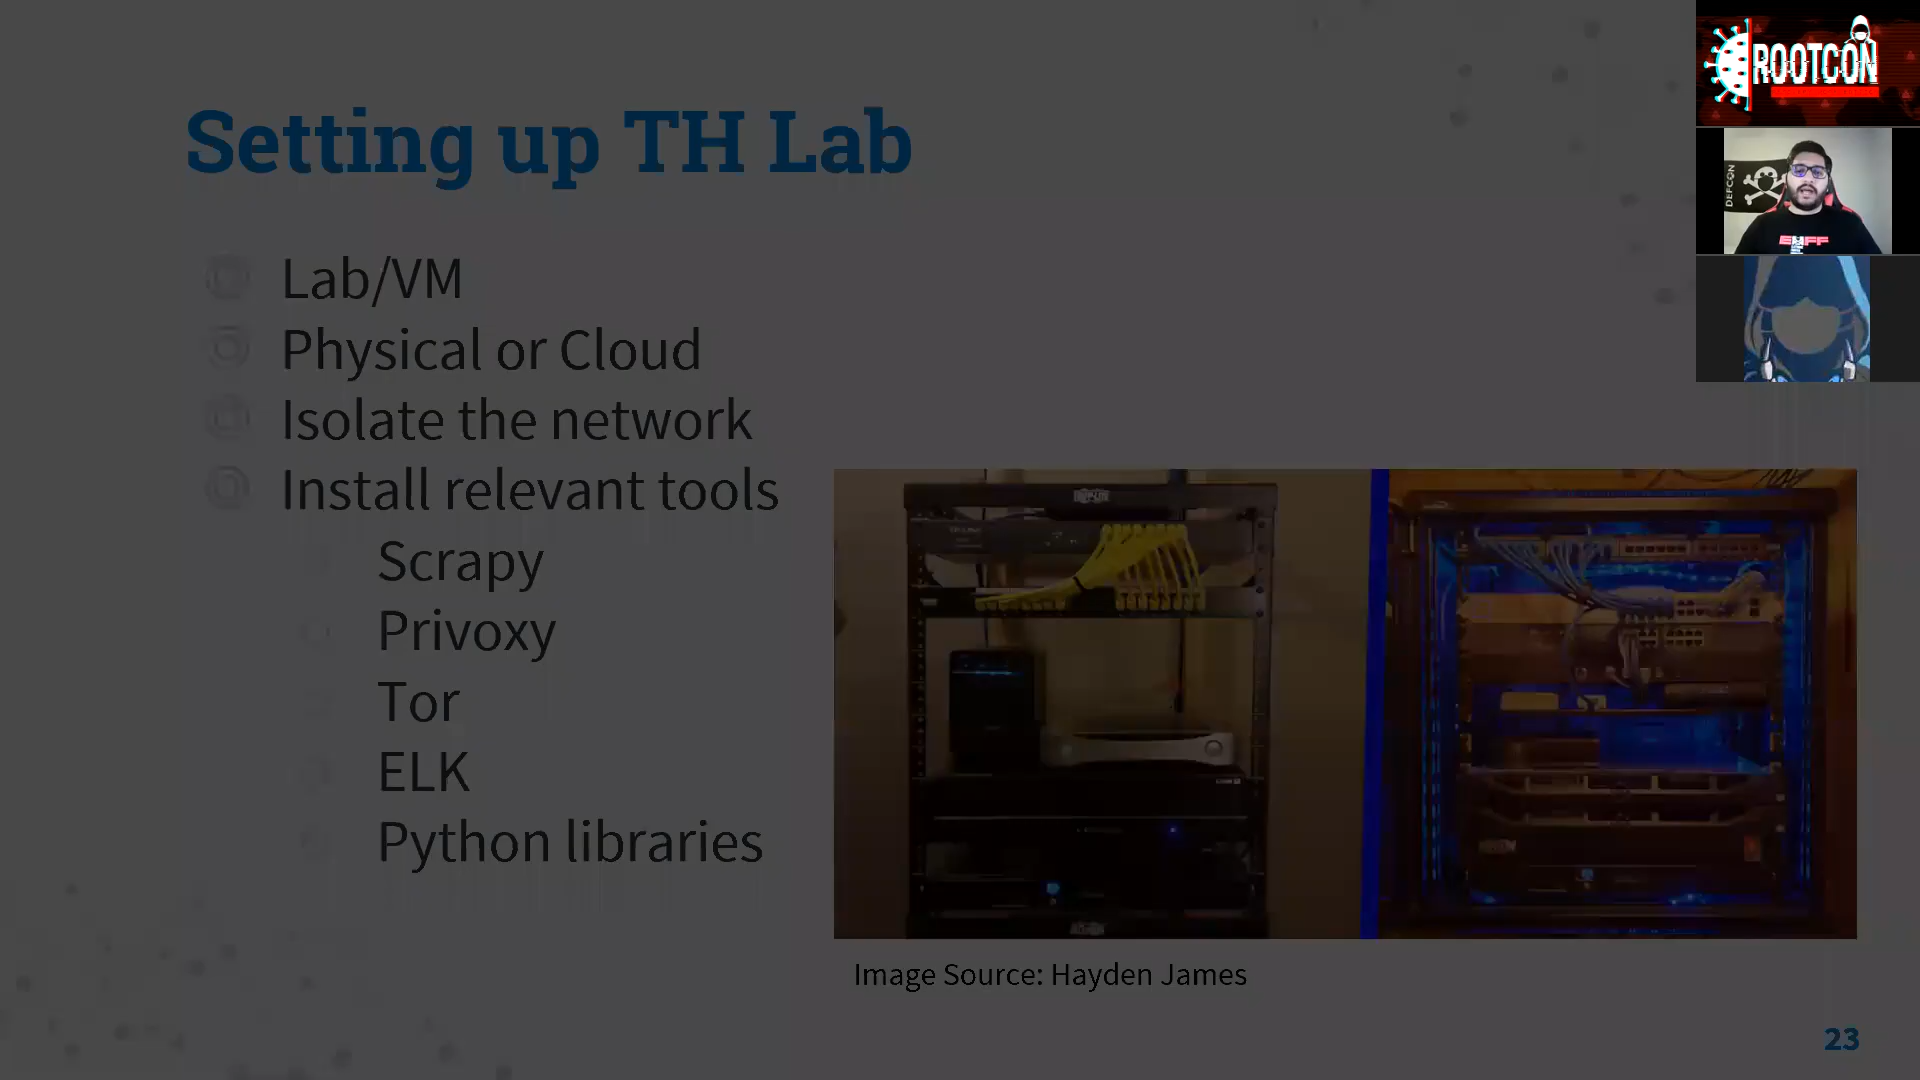 Setting up TH Lab
Lab/VM
Physical or Cloud
Isolate the network
Install relevant tools
Scrapy
Privoxy
Tor
ELK
Python libraries
Image Source: Hayden James
23
ROOTCON
DEFCON